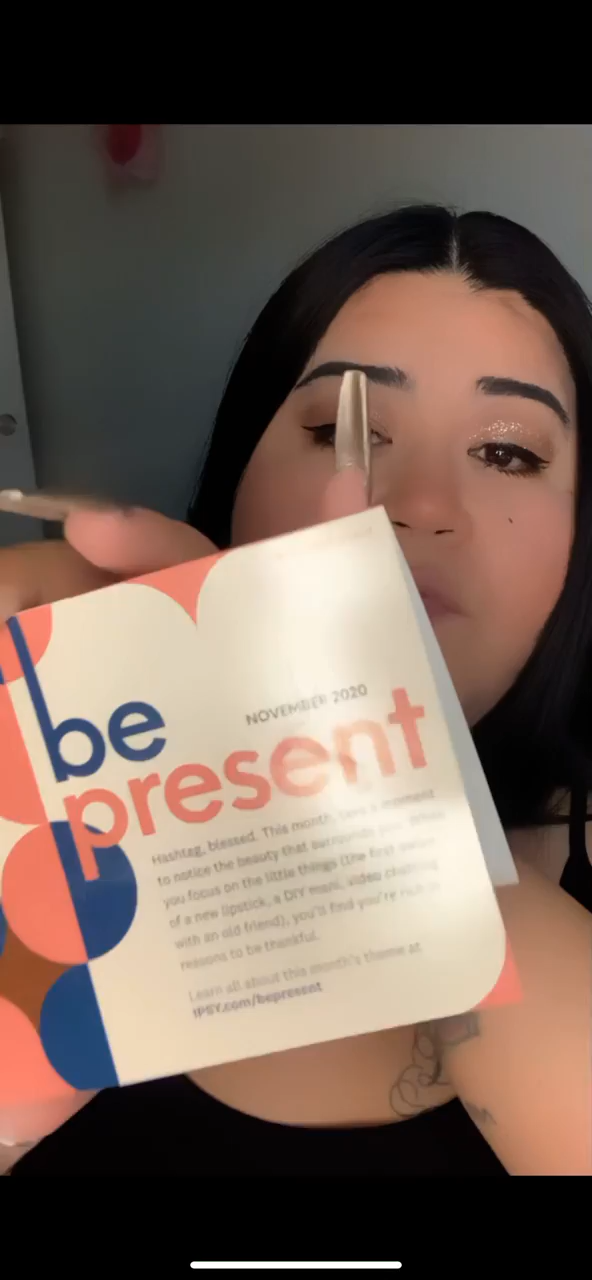 be
NOVEMBER 2020
present
Hashtag, blessed. This month, take a moment
to notice the beauty that surrounds you. When
you focus on the little things (the first swipe
of a new lipstick, a DIY mani, video chatting
with an old friend), you'll find you're rich in
reasons to be thankful.
Learn all about this month's theme at
IPSY.com/bepresent